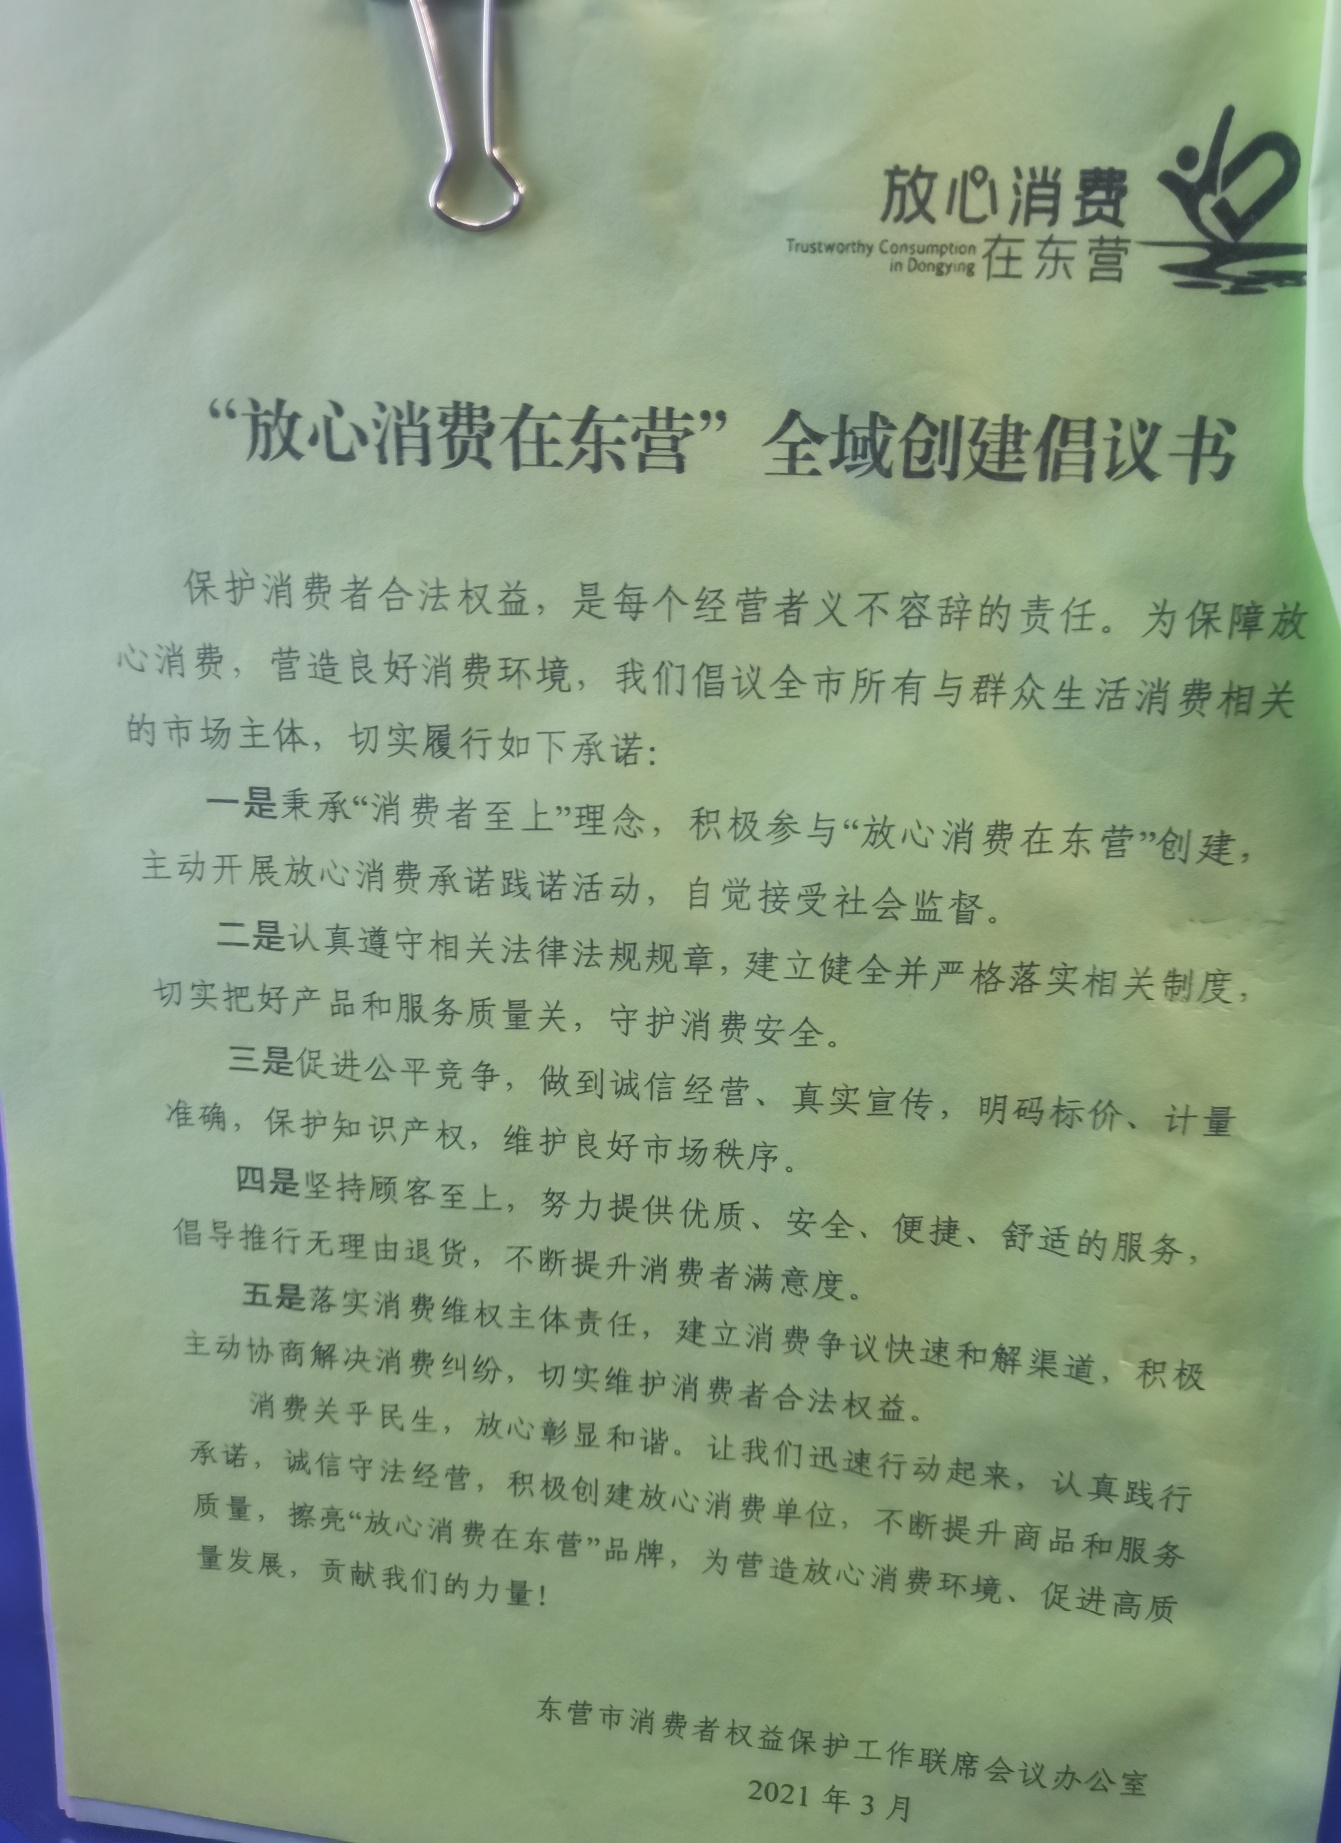 放心消费
Trustworthy Consumption
in Dongying
在东营
“放心消费在东营”全域创建倡议书
保护消费者合法权益，是每个经营者义不容辞的责任。为保障放
心消费，营造良好消费环境，我们倡议全市所有与群众生活消费相关
的市场主体，切实履行如下承诺：
一是秉承“消费者至上”理念，积极参与“放心消费在东营”创建，
主动开展放心消费承诺践诺活动，自觉接受社会监督。
二是认真遵守相关法律法规规章，建立健全并严格落实相关制度，
切实把好产品和服务质量关，守护消费安全。
三是促进公平竞争，做到诚信经营、真实宣传，明码标价、计量
准确，保护知识产权，维护良好市场秩序。
四是坚持顾客至上，努力提供优质、安全、便捷、舒适的服务，
倡导推行无理由退货，不断提升消费者满意度。
五是落实消费维权主体责任，建立消费争议快速和解渠道，积极
主动协商解决消费纠纷，切实维护消费者合法权益。
消费关乎民生，放心彰显和谐。让我们迅速行动起来，认真践行
承诺，诚信守法经营，积极创建放心消费单位，不断提升商品和服务
质量，擦亮“放心消费在东营”品牌，为营造放心消费环境、促进高质
量发展，贡献我们的力量！
东营市消费者权益保护工作联席会议办公室
2021年3月